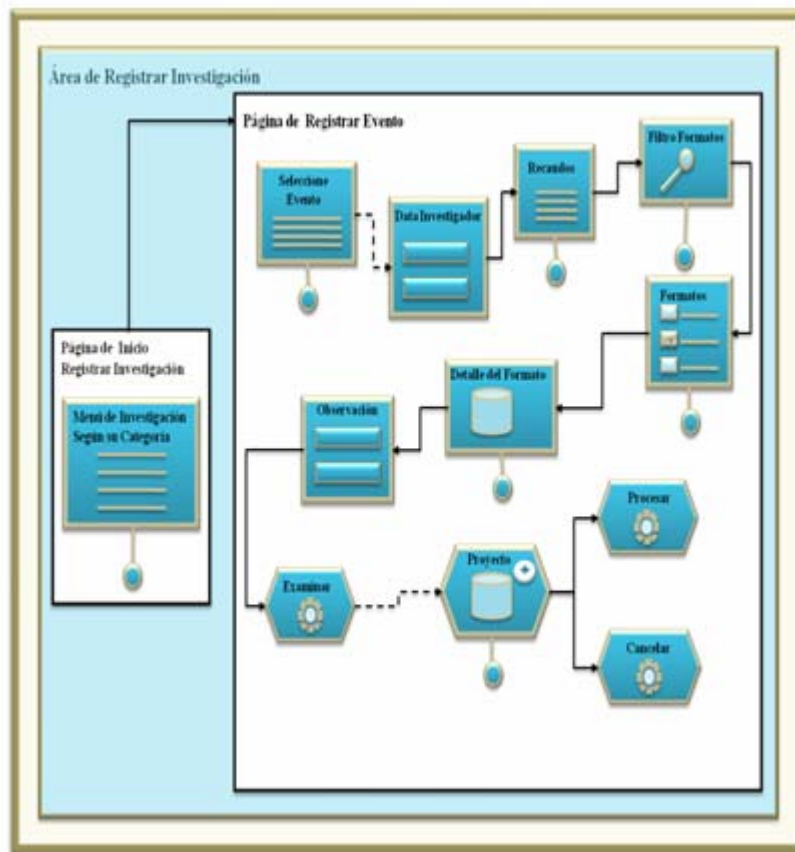 Área de Registrar Investigación
Página de Registrar Evento
Seleccione
Evento
Data Investigador
Recaudos
Filtro Formatos
Formatos
Detalle del Formato
Observación
Examinar
Proyecto
Procesar
Cancelar
Página de Inicio
Registrar Investigación
Menú de Investigación
Según su Categoría